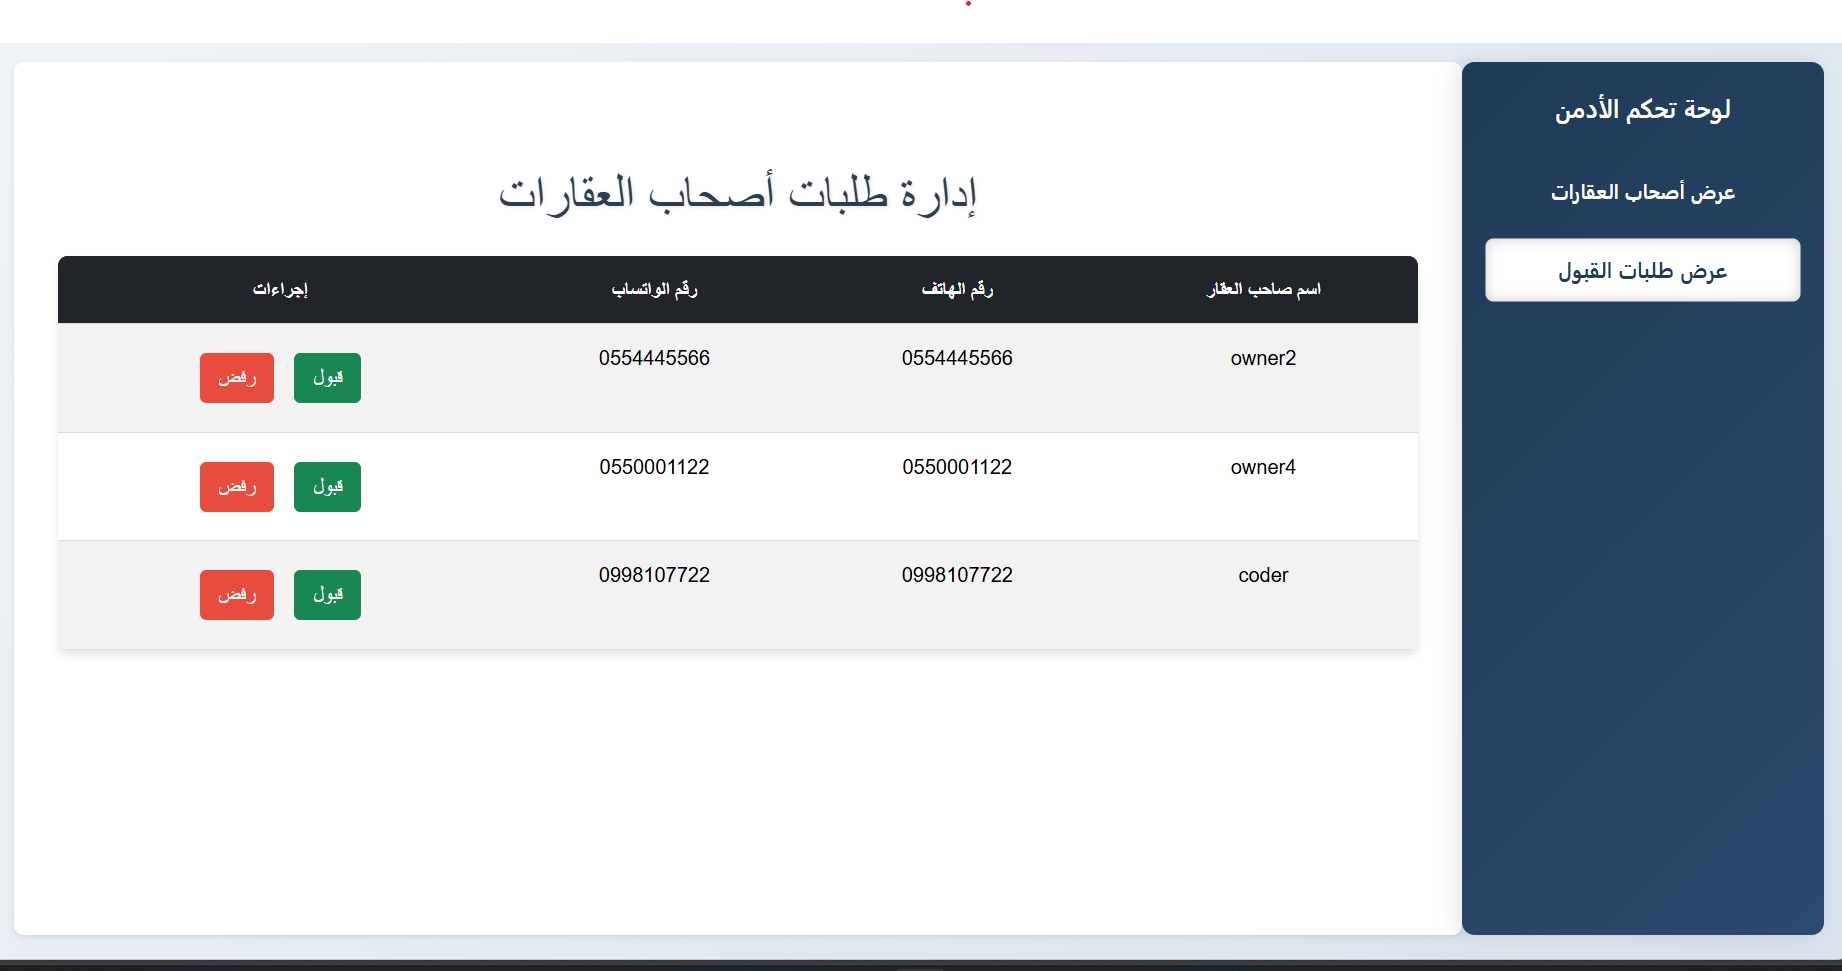 لوحة تحكم الأدمن
عرض أصحاب العقارات
عرض طلبات القبول
إدارة طلبات أصحاب العقارات
اسم صاحب العقار رقم الهاتف رقم الواتساب إجراءات
owner2 0554445566 0554445566 قبول رفض
owner4 0550001122 0550001122 قبول رفض
coder 0998107722 0998107722 قبول رفض